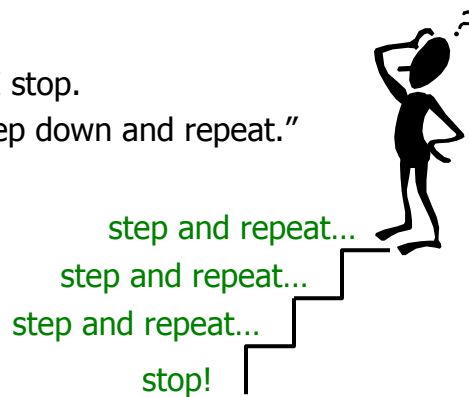 stop.
ep down and repeat.”
step and repeat…
step and repeat…
step and repeat…
stop!